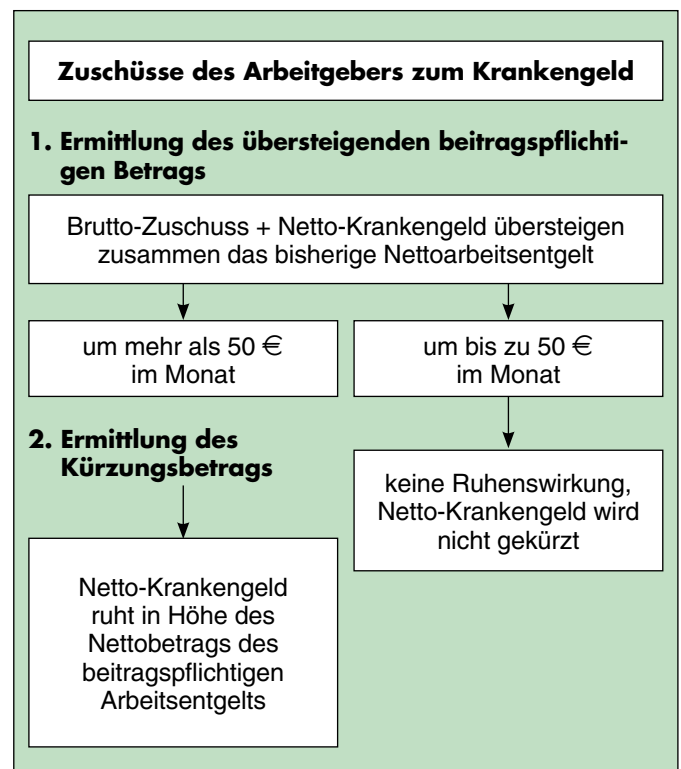 Zuschüsse des Arbeitgebers zum Krankengeld
1. Ermittlung des übersteigenden beitragspflichti-
gen Betrags
Brutto-Zuschuss + Netto-Krankengeld übersteigen
zusammen das bisherige Nettoarbeitsentgelt
um mehr als 50 €
im Monat
um bis zu 50 €
im Monat
2. Ermittlung des
Kürzungsbetrags
keine Ruhenswirkung,
Netto-Krankengeld wird
nicht gekürzt
Netto-Krankengeld
ruht in Höhe des
Nettobetrags des
beitragspflichtigen
Arbeitsentgelts